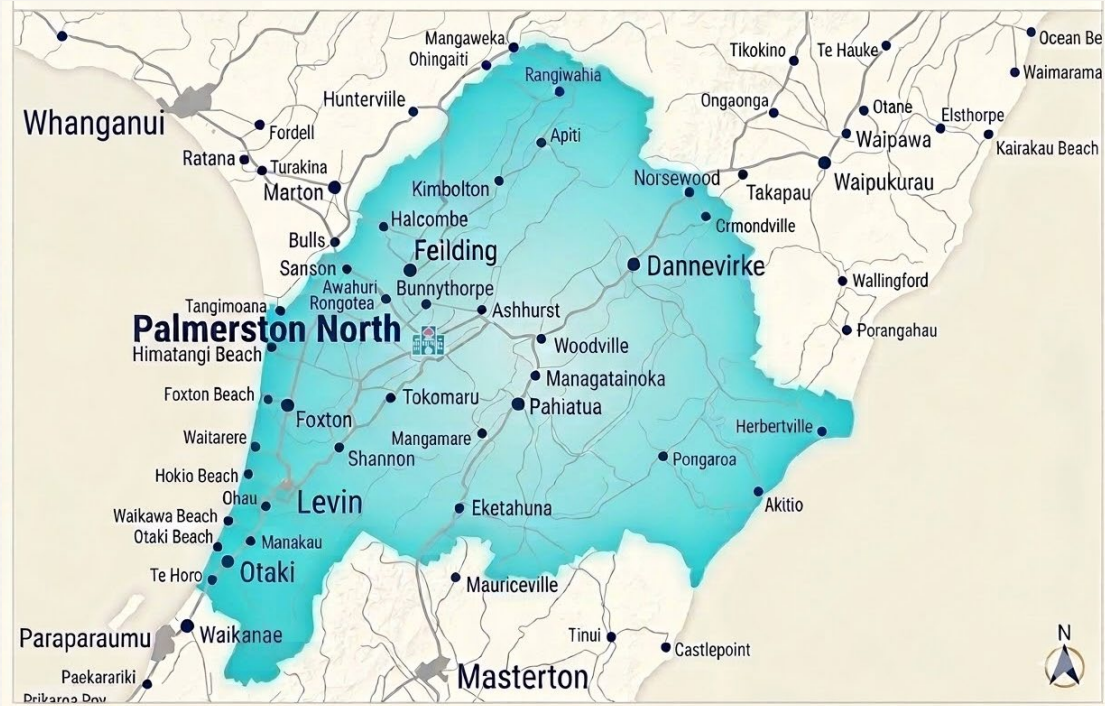 Mangaweka
Ohingaiti
Tikokino
Te Hauke
Ocean Be
Rangiwahia
Waimarama
Hunterviile
Ongaonga
Otane
Elsthorpe
Whanganui
Fordell
Apiti
Waipawa
Kairakau Beach
Ratana
Turakina
Marton
Kimbolton
Norsewood
Takapau
Waipukurau
Halcombe
Crmondville
Bulls
Feilding
Sanson
Dannevirke
Awahuri
Bunnythorpe
Rongotea
Wallingford
Tangimoana
Ashhurst
Palmerston North
Porangahau
Himatangi Beach
Woodville
Managatainoka
Foxton Beach
Tokomaru
Pahiatua
Foxton
Herbertville
Waitarere
Mangamare
Shannon
Pongaroa
Hokio Beach
Ohau
Levin
Akitio
Waikawa Beach
Eketahuna
Otaki Beach
Manakau
Te Horo
Otaki
Mauriceville
Paraparaumu
Waikanae
Tinui
N
Castlepoint
Paekarariki
Masterton